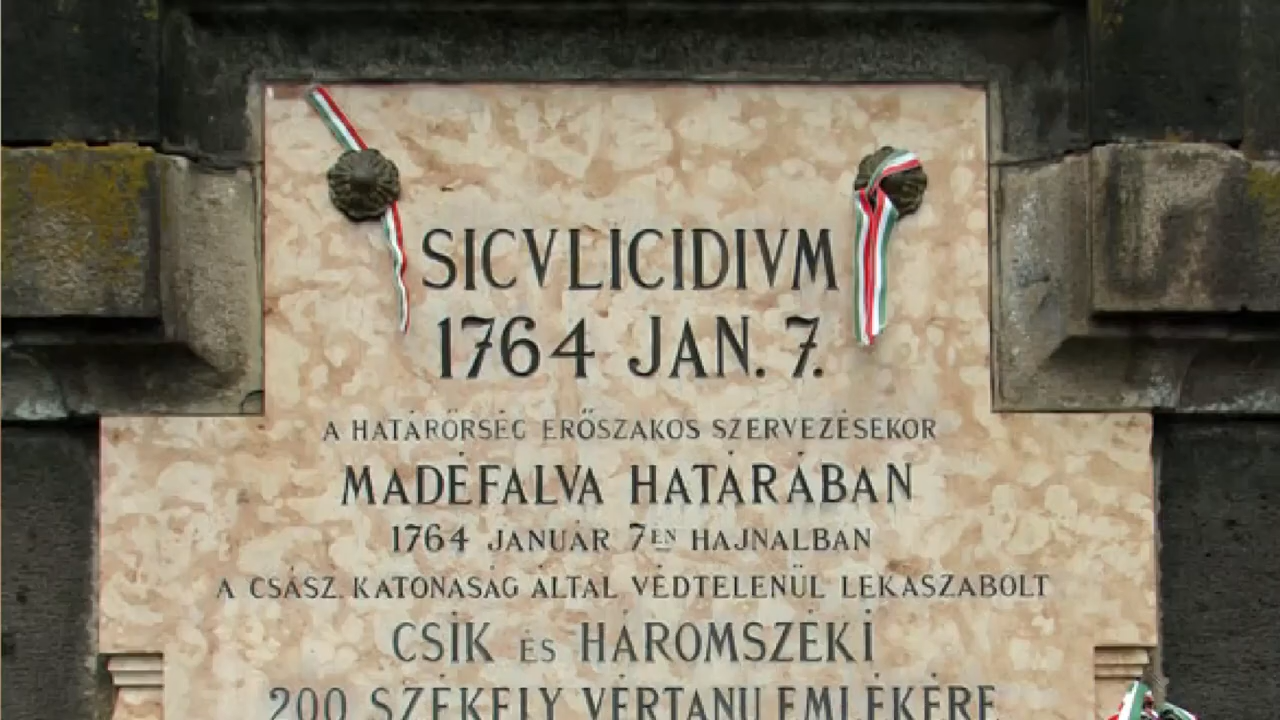 SICVLICIDIVM
1764 JAN. 7.
A HATÁRŐRSÉG ERŐSZAKOS SZERVEZÉSEKOR
MADÉFALVA HATÁRÁBAN
1764 JANUÁR 7ÉN HAJNALBAN
A CSÁSZ. KATONASÁG ÁLTAL VÉDTELENÜL LEKASZABOLT
CSÍK ÉS HÁROMSZÉKI
200 SZÉKELY VÉRTANU EMLÉKÉRE